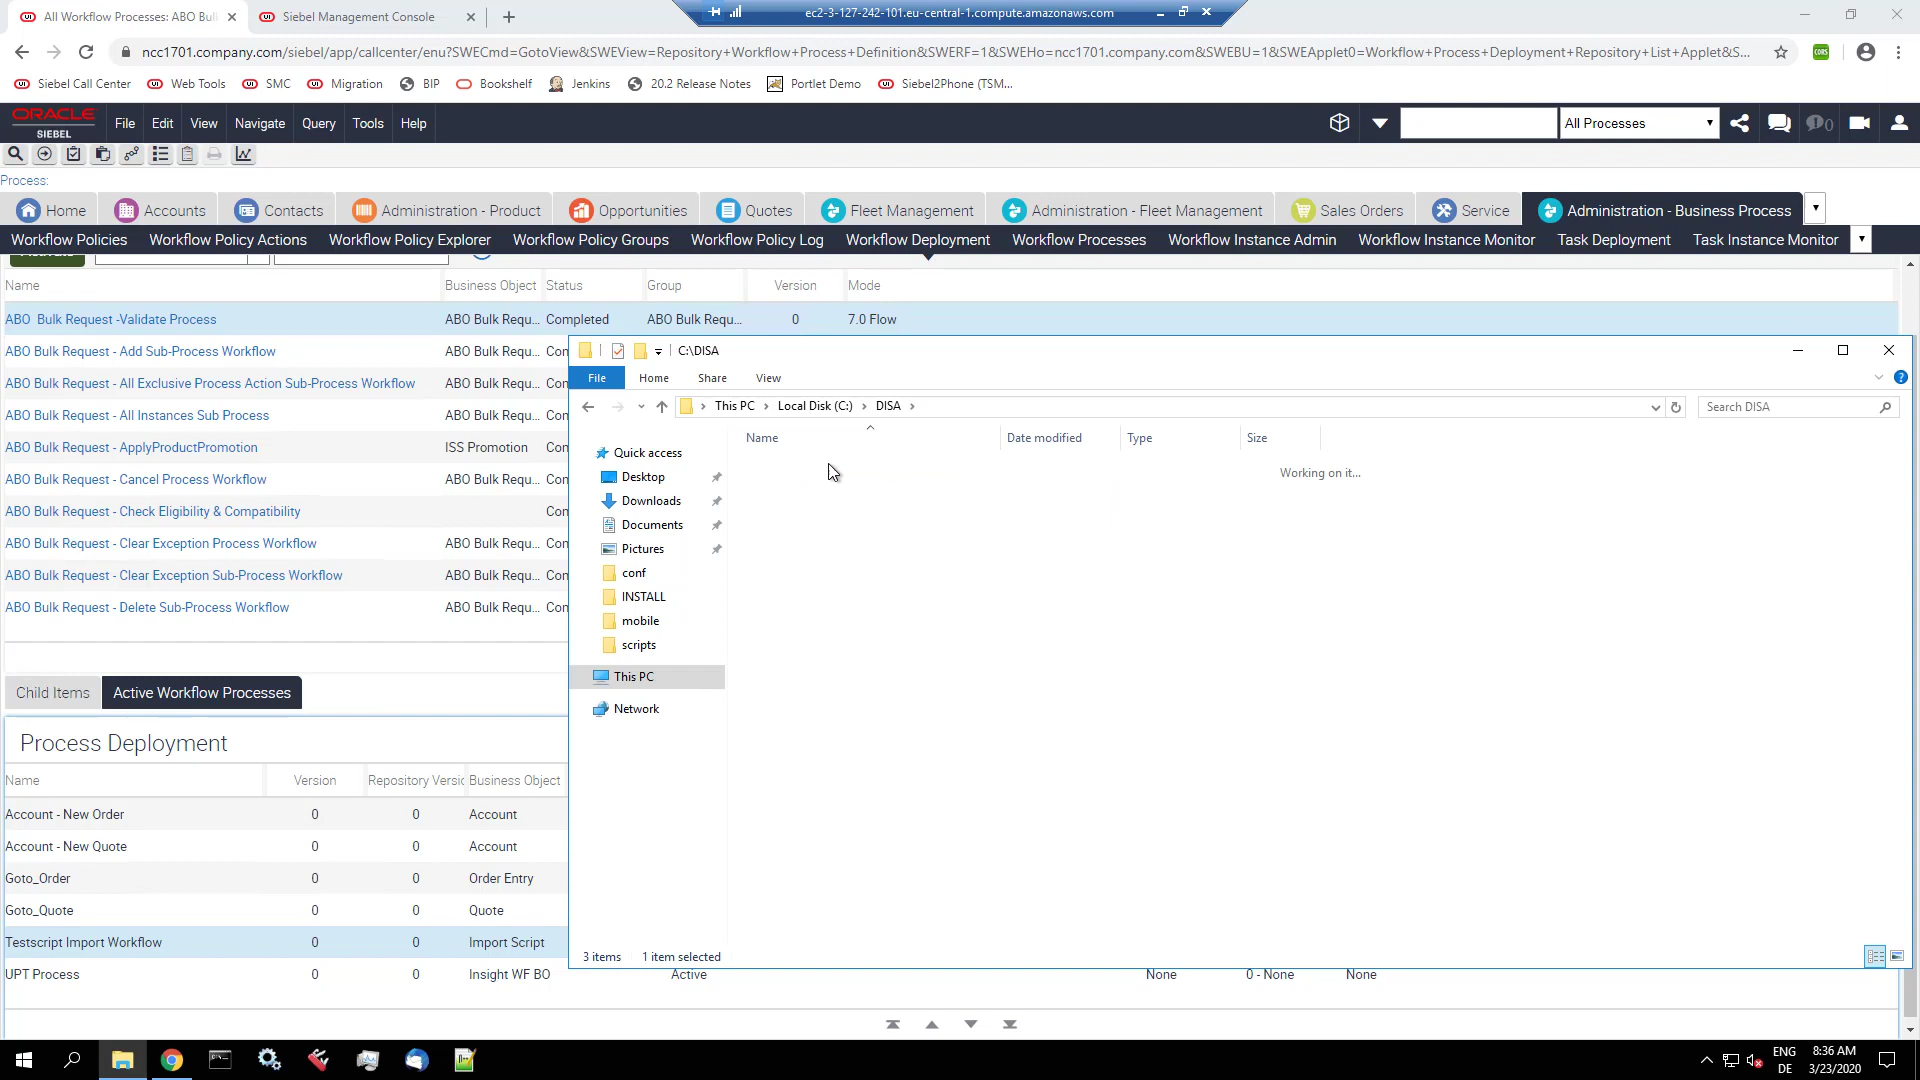 All Workflow Processes: ABO Bul
Siebel Management Console
ec2-3-127-242-101.eu-central-1.compute.amazonaws.com
ncc1701.company.com/siebel/app/callcenter/enu?SWECmd=GotoView&SWEView=Repository+Workflow+Process+Definition&SWERF=1&SWEHo=ncc1701.company.com&SWEBU=1&SWEApplet0=Workflow+Process+Deployment+Repository+List+Applet&S...
CORS
Siebel Call Center Web Tools SMC Migration BIP Bookshelf Jenkins 20.2 Release Notes Portlet Demo Siebel2Phone (TSM...
ORACLE
SIEBEL
File Edit View Navigate Query Tools Help
All Processes
0
Process:
Home Accounts Contacts Administration - Product Opportunities Quotes Fleet Management Administration - Fleet Management Sales Orders Service Administration - Business Process
Workflow Policies Workflow Policy Actions Workflow Policy Explorer Workflow Policy Groups Workflow Policy Log Workflow Deployment Workflow Processes Workflow Instance Admin Workflow Instance Monitor Task Deployment Task Instance Monitor
Name Business Object Status Group Version Mode
ABO Bulk Request -Validate Process ABO Bulk Requ... Completed ABO Bulk Requ... 0 7.0 Flow
ABO Bulk Request - Add Sub-Process Workflow ABO Bulk Requ... Con
ABO Bulk Request - All Exclusive Process Action Sub-Process Workflow ABO Bulk Requ... Con
ABO Bulk Request - All Instances Sub Process ABO Bulk Requ... Con
ABO Bulk Request - ApplyProductPromotion ISS Promotion Con
ABO Bulk Request - Cancel Process Workflow ABO Bulk Requ... Con
ABO Bulk Request - Check Eligibility & Compatibility Con
ABO Bulk Request - Clear Exception Process Workflow ABO Bulk Requ... Con
ABO Bulk Request - Clear Exception Sub-Process Workflow ABO Bulk Requ... Con
ABO Bulk Request - Delete Sub-Process Workflow ABO Bulk Requ... Con
Child Items Active Workflow Processes
Process Deployment
Name Version Repository Versic Business Object
Account - New Order 0 0 Account
Account - New Quote 0 0 Account
Goto_Order 0 0 Order Entry
Goto_Quote 0 0 Quote
Testscript Import Workflow 0 0 Import Script
UPT Process 0 0 Insight WF BO Active None 0 - None None
C:\DISA
File Home Share View
This PC Local Disk (C:) DISA
Search DISA
Name Date modified Type Size
Working on it...
Quick access
Desktop
Downloads
Documents
Pictures
conf
INSTALL
mobile
scripts
This PC
Network
3 items 1 item selected
ENG
DE
8:36 AM
3/23/2020